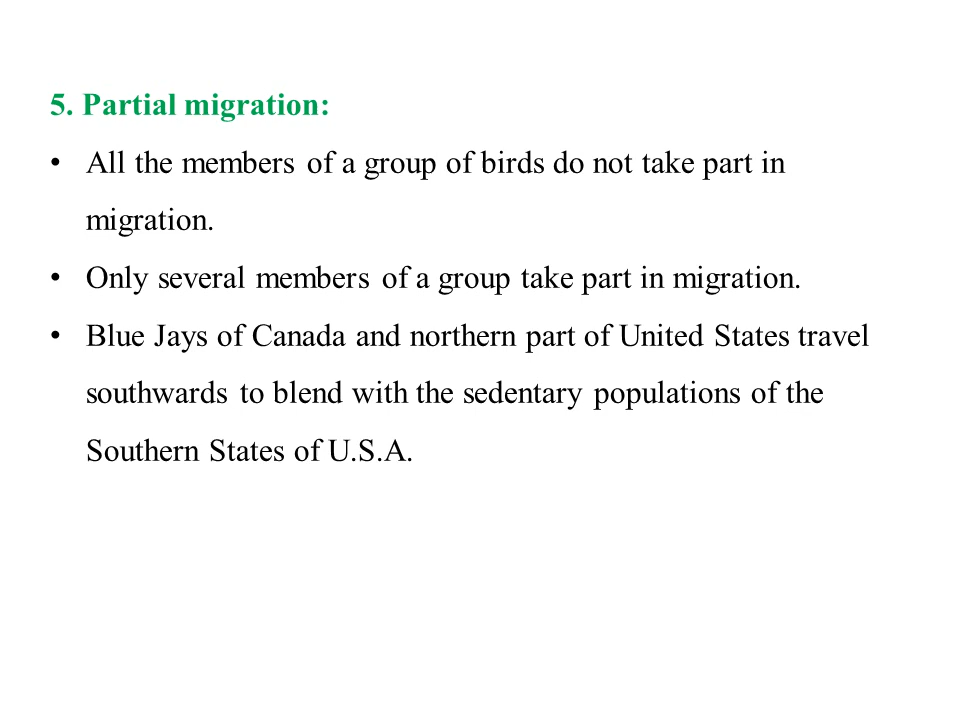 5. Partial migration:
• All the members of a group of birds do not take part in
migration.
• Only several members of a group take part in migration.
• Blue Jays of Canada and northern part of United States travel
southwards to blend with the sedentary populations of the
Southern States of U.S.A.